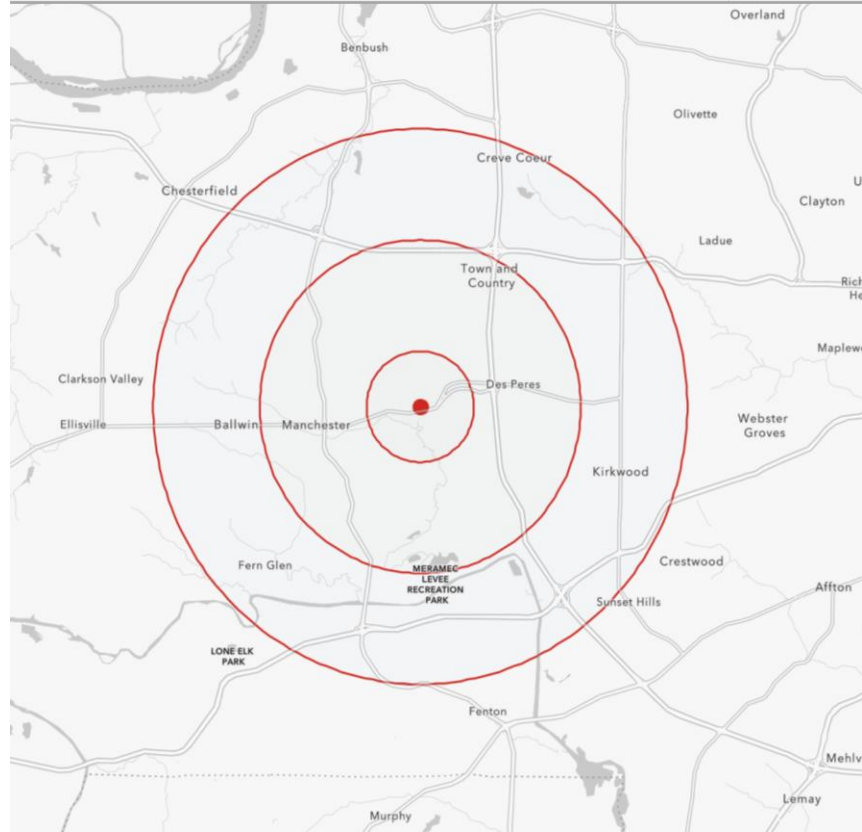 Overland
Benbush
Olivette
Creve Coeur
Chesterfield
Clayton
Ladue
Town and
Country
Maplew
Clarkson Valley
Des Peres
Ellisville
Ballwin
Manchester
Webster
Groves
Kirkwood
Fern Glen
MERAMEC
LEVEE
RECREATION
PARK
Crestwood
Affton
Sunset Hills
LONE ELK
PARK
Fenton
Mehlv
Lemay
Murphy